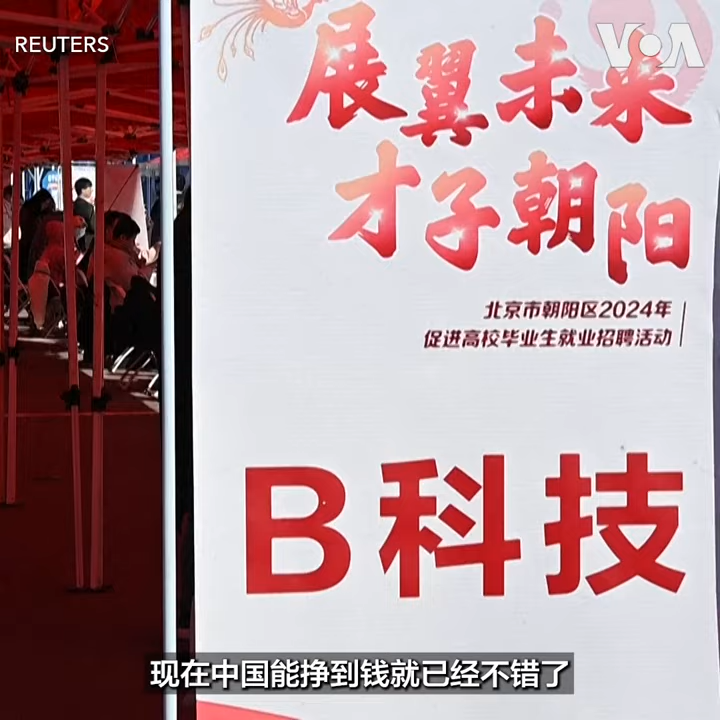 REUTERS
VOA
展翼未来
才子朝阳
北京市朝阳区2024年
促进高校毕业生就业招聘活动
B科技
现在中国能挣到钱就已经不错了